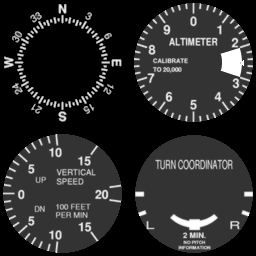 N
33
3
30
6
W
E
24
12
21
15
S
0
9
1
8
ALTIMETER
2
CALIBRATE
TO 20,000
7
3
6
4
5
10
5
15
UP
VERTICAL
SPEED
0
20
DN
100 FEET
PER MIN
5
15
10
TURN COORDINATOR
L
R
2 MIN.
NO PITCH
INFORMATION